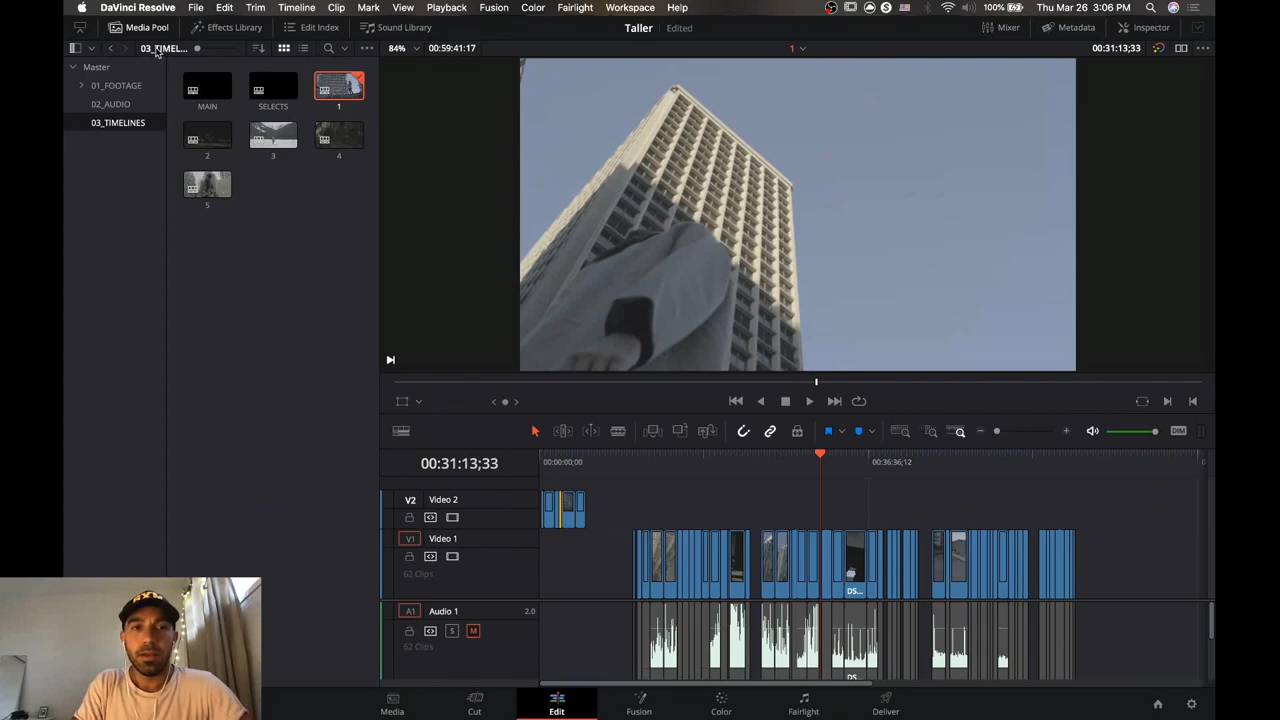 DaVinci Resolve File Edit Trim Timeline Clip Mark View Playback Fusion Color Fairlight Workspace Help 100% Thu Mar 26 3:06 PM
Media Pool Effects Library Edit Index Sound Library Taller Edited Mixer Metadata Inspector
03_TIMEL... 84% 00:59:41:17 1 00:31:13;33
Master
01_FOOTAGE
02_AUDIO
03_TIMELINES
MAIN SELECTS 1
2 3 4
5
DIM
00:31:13;33 00:00:00;00 00:36:36;12
V2 Video 2
V1 Video 1
62 Clips
DS...
A1 Audio 1 2.0
S M
62 Clips
DS
Media Cut Edit Fusion Color Fairlight Deliver